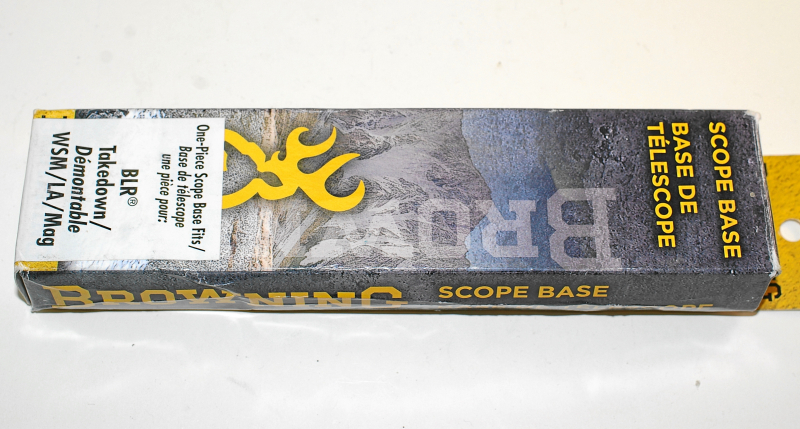 SCOPE BASE
BASE DE
TÉLESCOPE
BRO
One-Piece Scope Base Fits/
Base de télescope
une pièce pour:
BLR®
Takedown/
Démontable
WSM/LA/Mag
BROWNING
SCOPE BASE